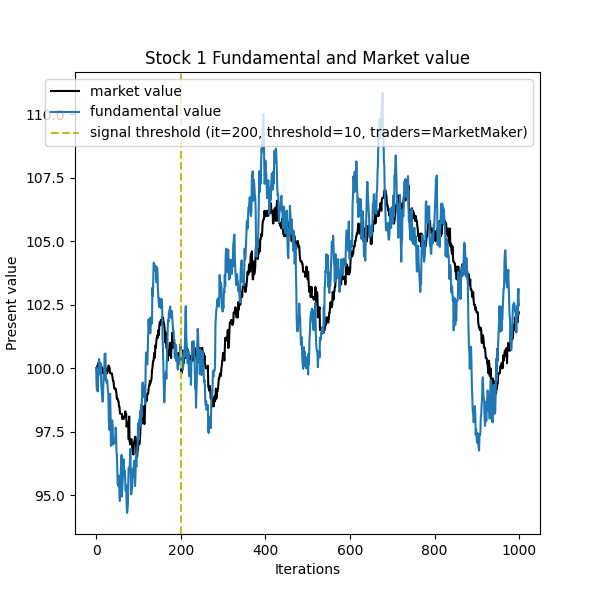 Stock 1 Fundamental and Market value
market value
fundamental value
signal threshold (it=200, threshold=10, traders=MarketMaker)
110.0
107.5
105.0
102.5
100.0
97.5
95.0
Present value
0 200 400 600 800 1000
Iterations